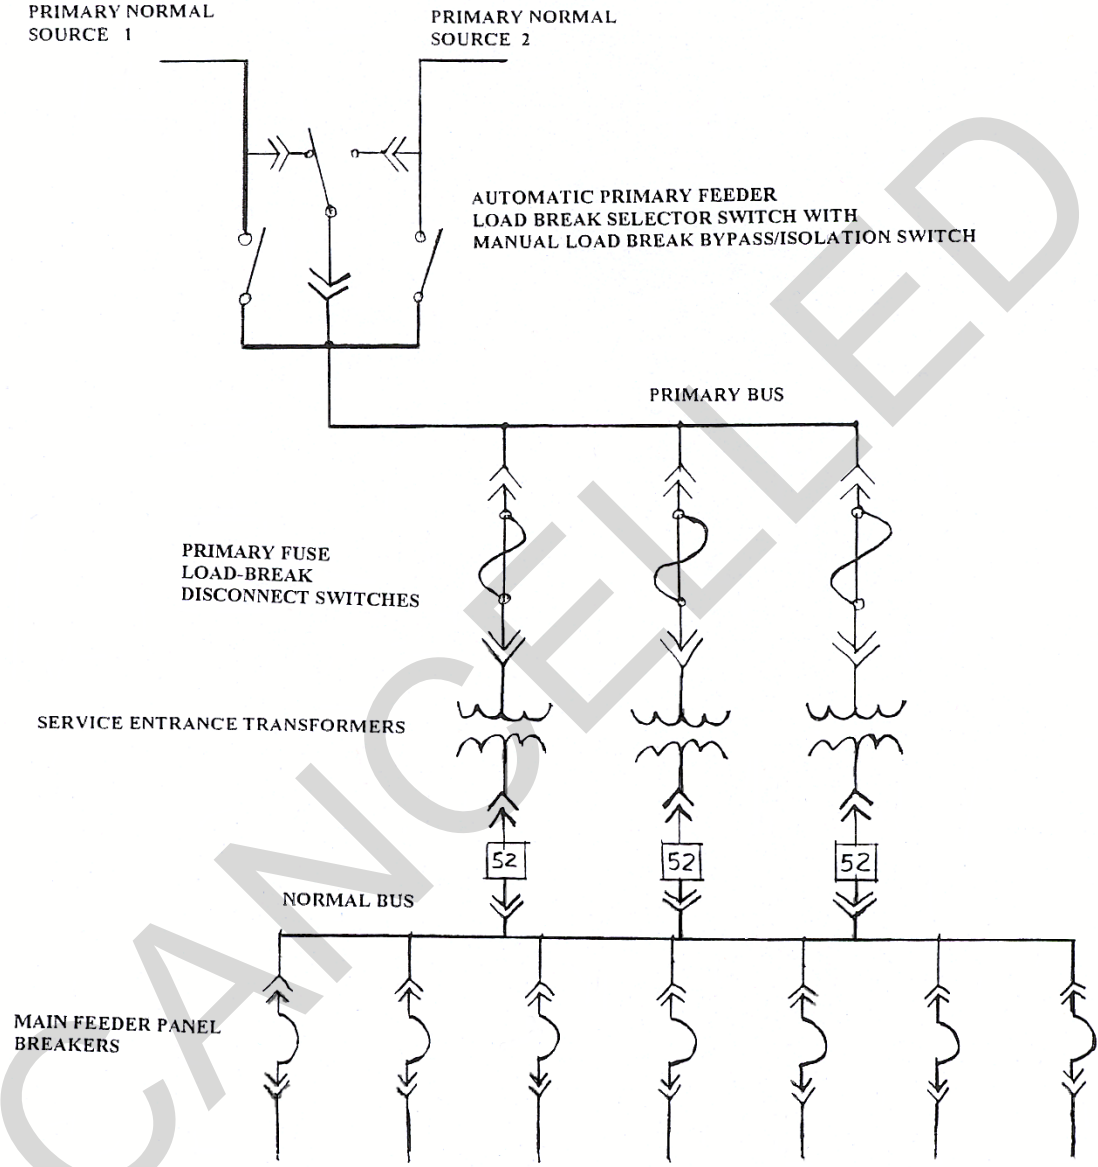 PRIMARY NORMAL
SOURCE 1
PRIMARY NORMAL
SOURCE 2
AUTOMATIC PRIMARY FEEDER
LOAD BREAK SELECTOR SWITCH WITH
MANUAL LOAD BREAK BYPASS/ISOLATION SWITCH
PRIMARY BUS
PRIMARY FUSE
LOAD-BREAK
DISCONNECT SWITCHES
SERVICE ENTRANCE TRANSFORMERS
52 52 52
NORMAL BUS
MAIN FEEDER PANEL
BREAKERS
CANCELLED